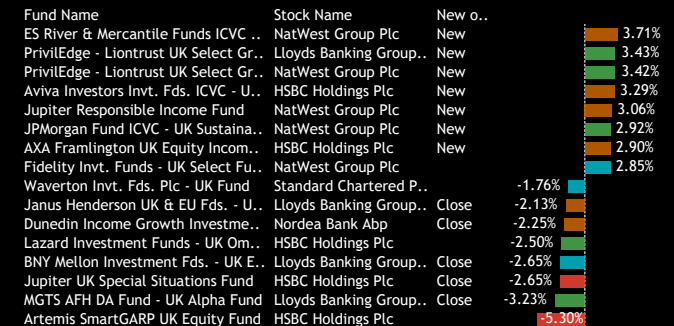 Fund Name Stock Name New o..
ES River & Mercantile Funds ICVC .. NatWest Group Plc New 3.71%
PrivilEdge - Liontrust UK Select Gr.. Lloyds Banking Group.. New 3.43%
PrivilEdge - Liontrust UK Select Gr.. NatWest Group Plc New 3.42%
Aviva Investors Invt. Fds. ICVC - U.. HSBC Holdings Plc New 3.29%
Jupiter Responsible Income Fund NatWest Group Plc New 3.06%
JPMorgan Fund ICVC - UK Sustaina.. NatWest Group Plc New 2.92%
AXA Framlington UK Equity Incom.. HSBC Holdings Plc New 2.90%
Fidelity Invt. Funds - UK Select Fu.. NatWest Group Plc 2.85%
Waverton Invt. Fds. Plc - UK Fund Standard Chartered P.. -1.76%
Janus Henderson UK & EU Fds. - U.. Lloyds Banking Group.. Close -2.13%
Dunedin Income Growth Investme.. Nordea Bank Abp Close -2.25%
Lazard Investment Funds - UK Om.. HSBC Holdings Plc -2.50%
BNY Mellon Investment Fds. - UK E.. Lloyds Banking Group.. Close -2.65%
Jupiter UK Special Situations Fund HSBC Holdings Plc Close -2.65%
MGTS AFH DA Fund - UK Alpha Fund Lloyds Banking Group.. Close -3.23%
Artemis SmartGARP UK Equity Fund HSBC Holdings Plc -5.30%